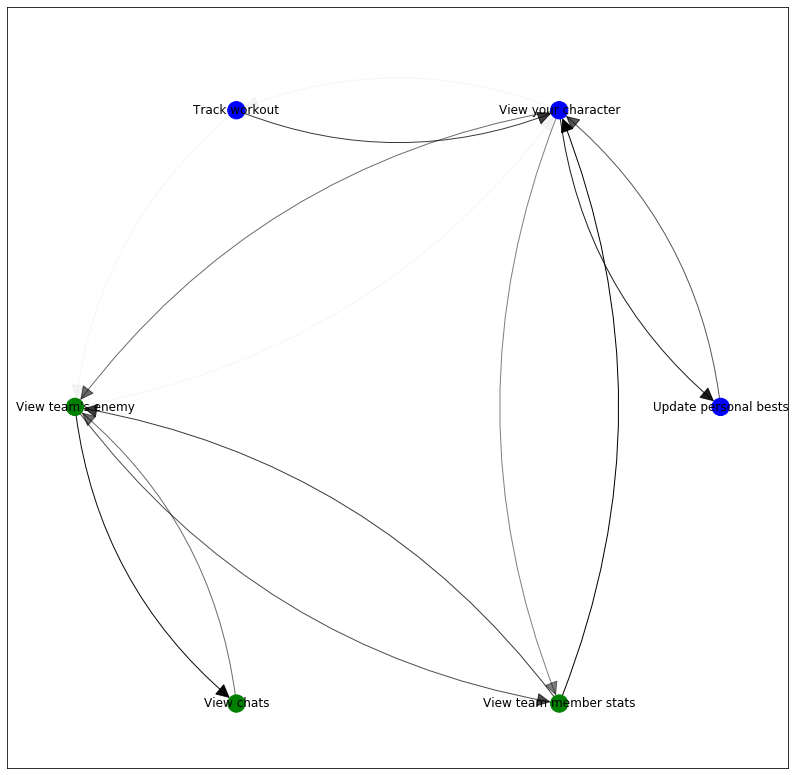 Track workout
View your character
View team's enemy
Update personal bests
View chats
View team member stats